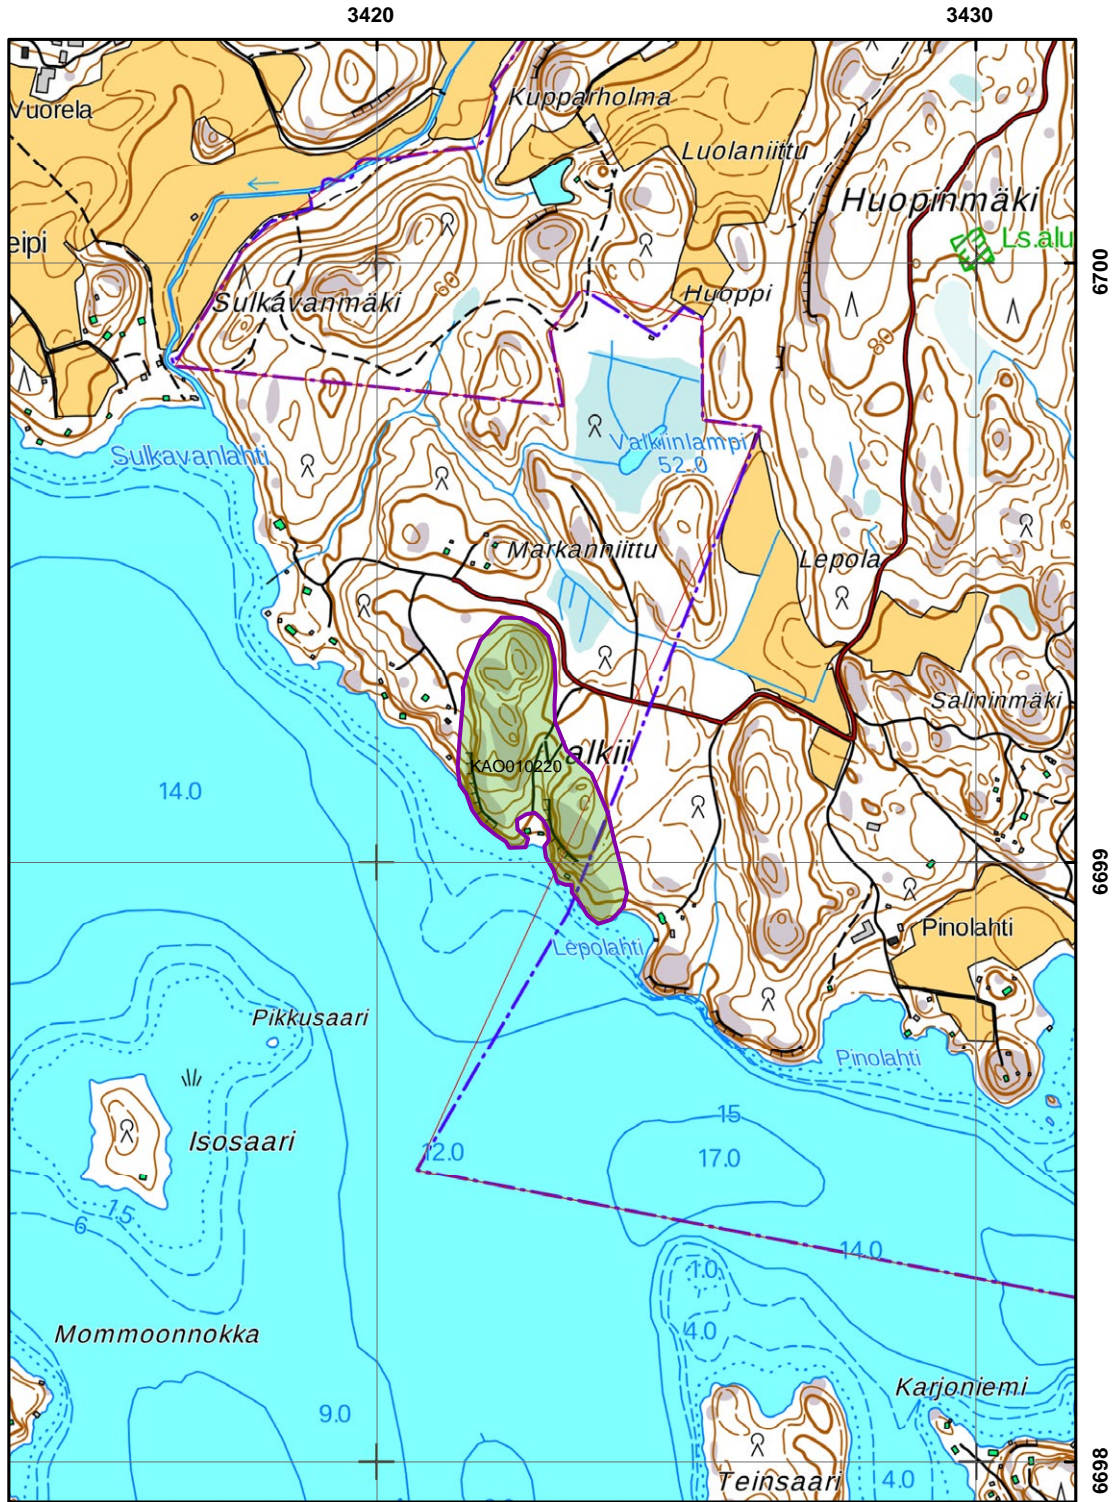 3420
3430
Vuorela
Kupparholma
Luolaniittu
Huopinmäki
eipi
Ls.alu
6700
Sulkavanmäki
60
Huoppi
80
Sulkavanlahti
Valkiinlampi
52.0
Markanniittu
Lepola
Salininmäki
Valkii
KAO010220
14.0
6699
Pinolahti
Lepolahti
Pikkusaari
Pinolahti
15
Isosaari
12.0
17.0
1.5
6
14.0
1.0
Mommoonnokka
4.0
Karjoniemi
9.0
Teinsaari
4.0
6698